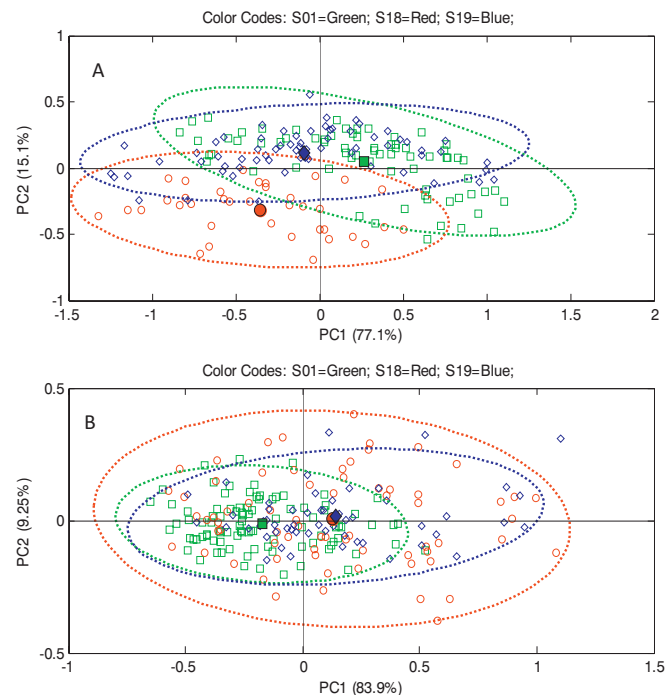 Color Codes: S01=Green; S18=Red; S19=Blue;
1
A
0.5
PC2 (15.1%)
0
-0.5
-1
-1.5 -1 -0.5 0 0.5 1 1.5 2
PC1 (77.1%)
Color Codes: S01=Green; S18=Red; S19=Blue;
0.5
B
PC2 (9.25%)
0
-0.5
-1 -0.5 0 0.5 1 1.5
PC1 (83.9%)